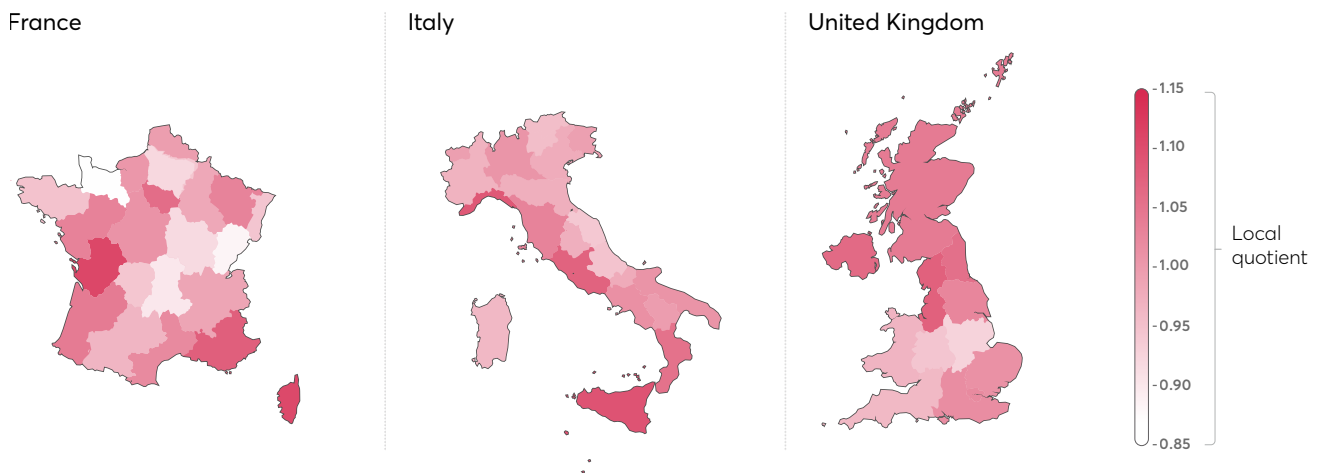 France
Italy
United Kingdom
-1.15
-1.10
-1.05
-1.00
-0.95
-0.90
-0.85
Local
quotient